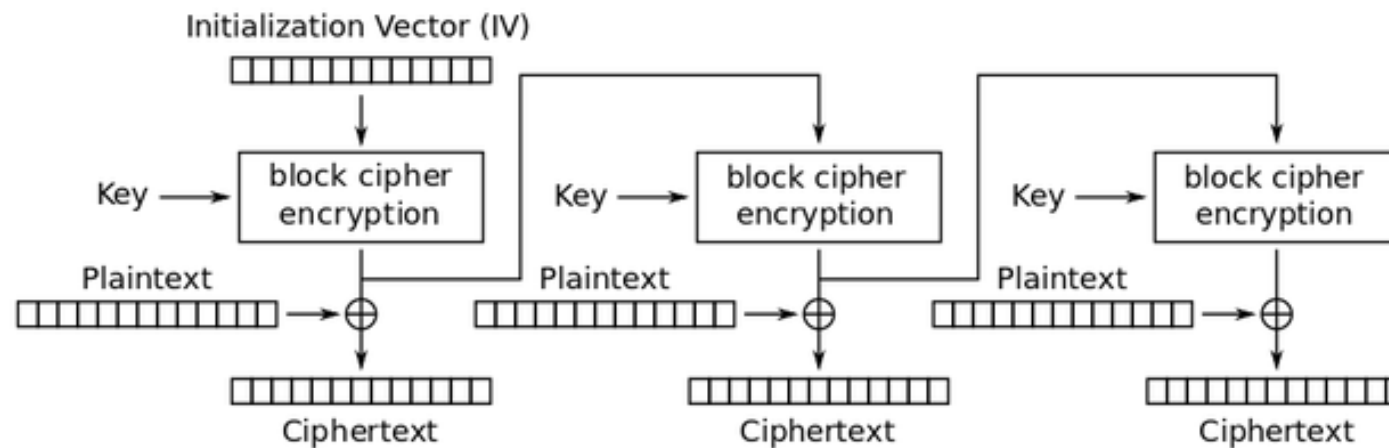 Initialization Vector (IV)
block cipher
encryption
Key
block cipher
encryption
Key
block cipher
encryption
Key
Plaintext
Plaintext
Plaintext
Ciphertext
Ciphertext
Ciphertext